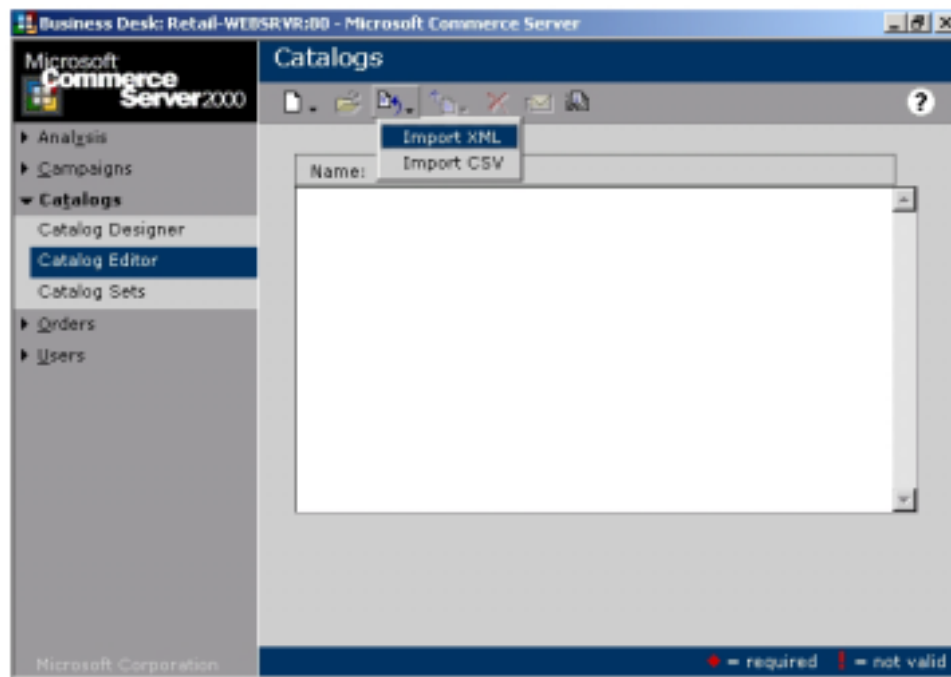 Business Desk: Retail-WEBSRVR:80 - Microsoft Commerce Server
Microsoft
Commerce
Server2000
Catalogs
?
Analysis
Campaigns
Catalogs
Catalog Designer
Catalog Editor
Catalog Sets
Orders
Users
Import XML
Import CSV
Name:
Microsoft Corporation
= required ! = not valid